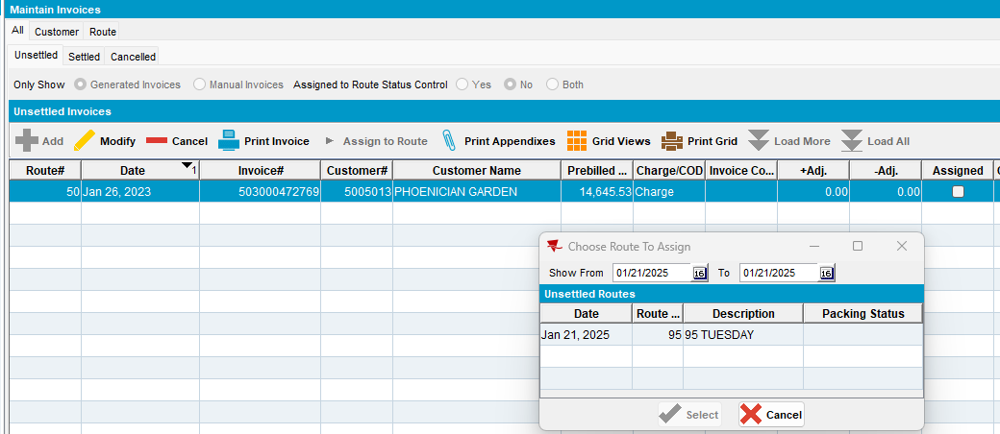 Maintain Invoices
All Customer Route
Unsettled Settled Cancelled
Only Show Generated Invoices Manual Invoices Assigned to Route Status Control Yes No Both
Unsettled Invoices
Add Modify Cancel Print Invoice Assign to Route Print Appendixes Grid Views Print Grid Load More Load All
Route# Date 1 Invoice# Customer# Customer Name Prebilled ... Charge/COD Invoice Co... +Adj. -Adj. Assigned
50 Jan 26, 2023 503000472769 5005013 PHOENICIAN GARDEN 14,645.53 Charge 0.00 0.00
Choose Route To Assign
Show From 01/21/2025 16 To 01/21/2025 16
Unsettled Routes
Date Route ... Description Packing Status
Jan 21, 2025 95 95 TUESDAY
Select Cancel